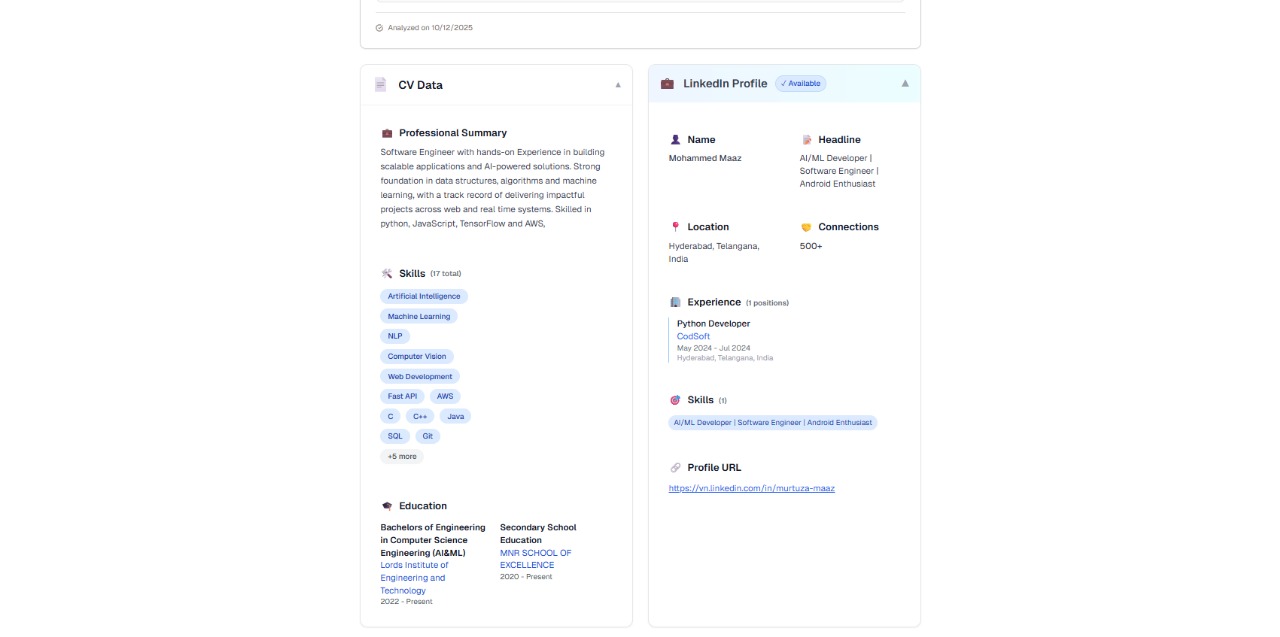 Analyzed on 10/12/2025
CV Data
Professional Summary
Software Engineer with hands-on Experience in building
scalable applications and AI-powered solutions. Strong
foundation in data structures, algorithms and machine
learning, with a track record of delivering impactful
projects across web and real time systems. Skilled in
python, JavaScript, TensorFlow and AWS,
Skills (17 total)
Artificial Intelligence
Machine Learning
NLP
Computer Vision
Web Development
Fast API AWS
C C++ Java
SQL Git
+5 more
Education
Bachelors of Engineering
in Computer Science
Engineering (AI&ML)
Lords Institute of
Engineering and
Technology
2022 - Present
Secondary School
Education
MNR SCHOOL OF
EXCELLENCE
2020 - Present
LinkedIn Profile ✓ Available
Name
Mohammed Maaz
Headline
AI/ML Developer |
Software Engineer |
Android Enthusiast
Location
Hyderabad, Telangana,
India
Connections
500+
Experience (1 positions)
Python Developer
CodSoft
May 2024 - Jul 2024
Hyderabad, Telangana, India
Skills (1)
AI/ML Developer | Software Engineer | Android Enthusiast
Profile URL
https://vn.linkedin.com/in/murtuza-maaz